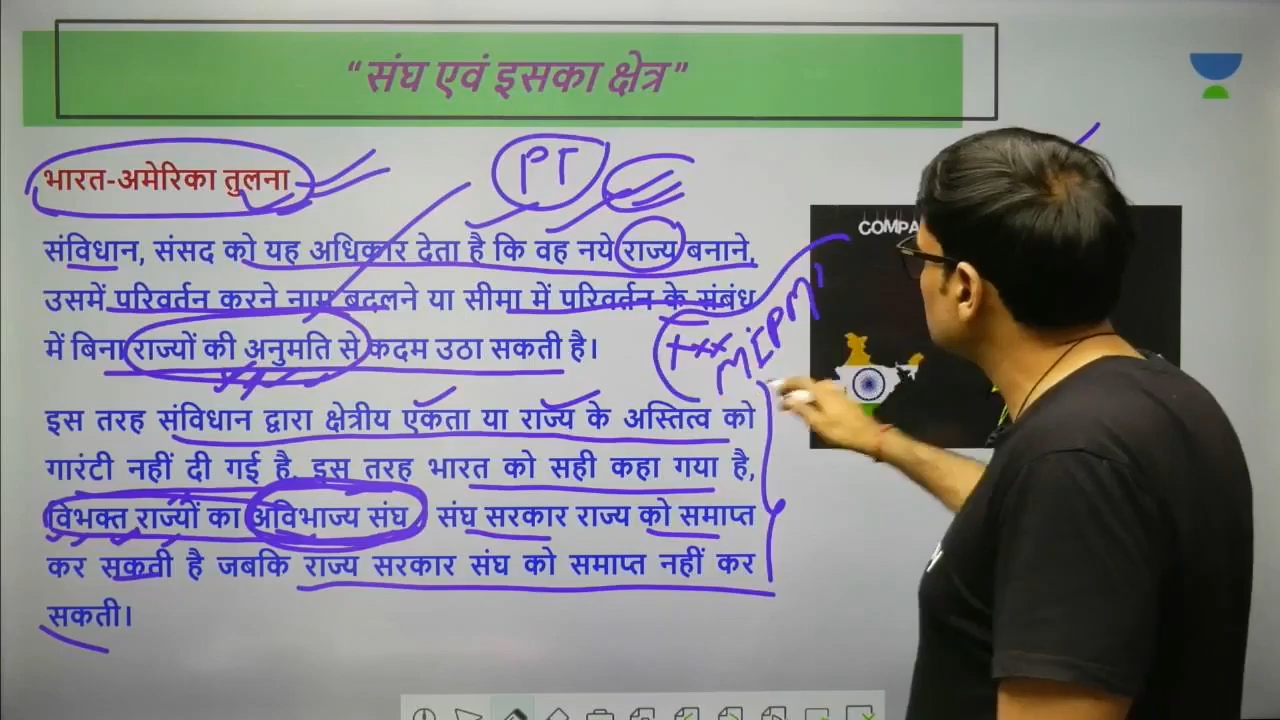 “संघ एवं इसका क्षेत्र”
भारत-अमेरिका तुलना
PT
संविधान, संसद को यह अधिकार देता है कि वह नये राज्य बनाने,
उसमें परिवर्तन करने नाम बदलने या सीमा में परिवर्तन के संबंध
में बिना राज्यों की अनुमति से कदम उठा सकती है।
इस तरह संविधान द्वारा क्षेत्रीय एकता या राज्य के अस्तित्व को
गारंटी नहीं दी गई है, इस तरह भारत को सही कहा गया है,
विभक्त राज्यों का अविभाज्य संघ संघ सरकार राज्य को समाप्त
कर सकती है जबकि राज्य सरकार संघ को समाप्त नहीं कर
सकती।